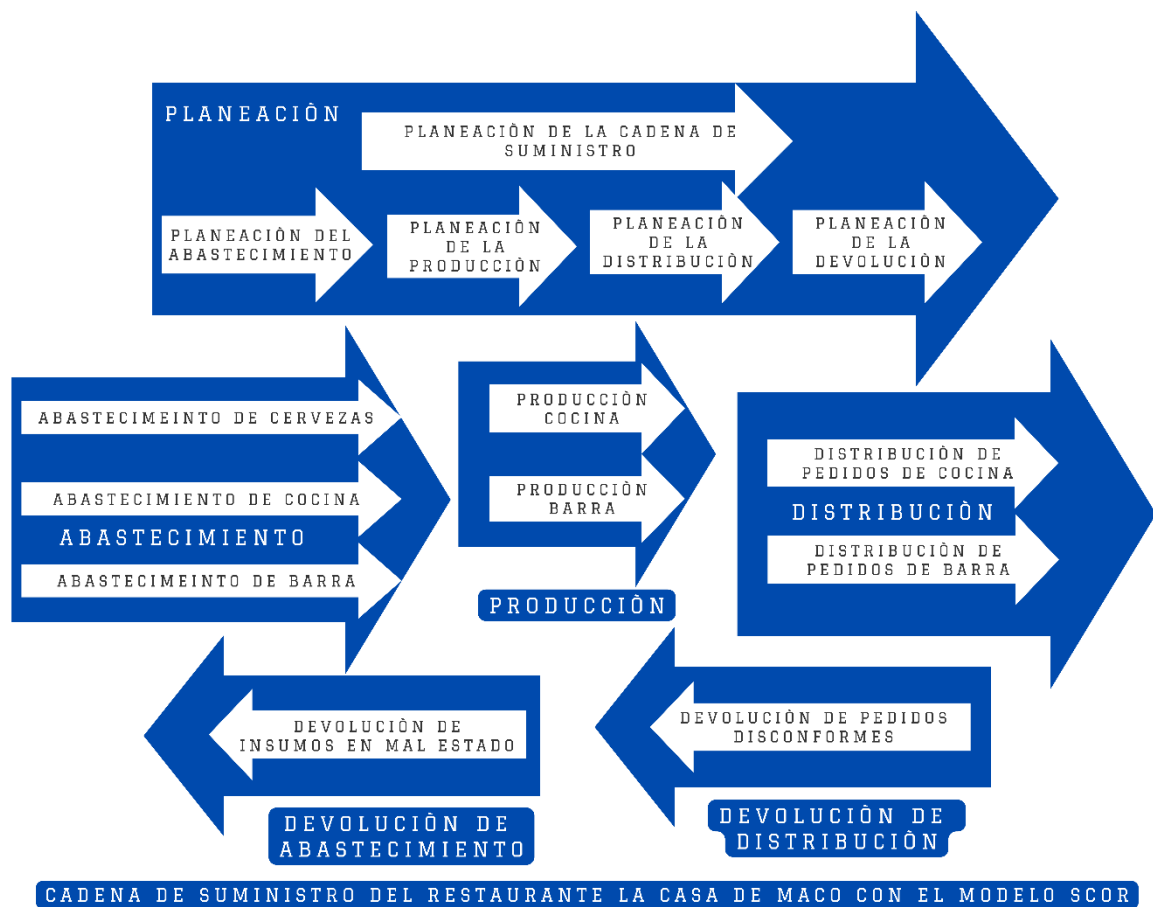 PLANEACIÒN
PLANEACIÒN DE LA CADENA DE
SUMINISTRO
PLANEACIÒN DEL
ABASTECIMIENTO
PLANEACIÒN
DE LA
PRODUCCIÒN
PLANEACIÒN
DE LA
DISTRIBUCIÒN
PLANEACIÒN
DE LA
DEVOLUCIÒN
ABASTECIMEINTO DE CERVEZAS
ABASTECIMIENTO DE COCINA
ABASTECIMIENTO
ABASTECIMEINTO DE BARRA
PRODUCCIÒN
COCINA
PRODUCCIÒN
BARRA
PRODUCCIÒN
DISTRIBUCIÒN DE
PEDIDOS DE COCINA
DISTRIBUCIÒN
DISTRIBUCIÒN DE
PEDIDOS DE BARRA
DEVOLUCIÒN DE
INSUMOS EN MAL ESTADO
DEVOLUCIÒN DE
ABASTECIMIENTO
DEVOLUCIÒN DE PEDIDOS
DISCONFORMES
DEVOLUCIÒN DE
DISTRIBUCIÒN
CADENA DE SUMINISTRO DEL RESTAURANTE LA CASA DE MACO CON EL MODELO SCOR